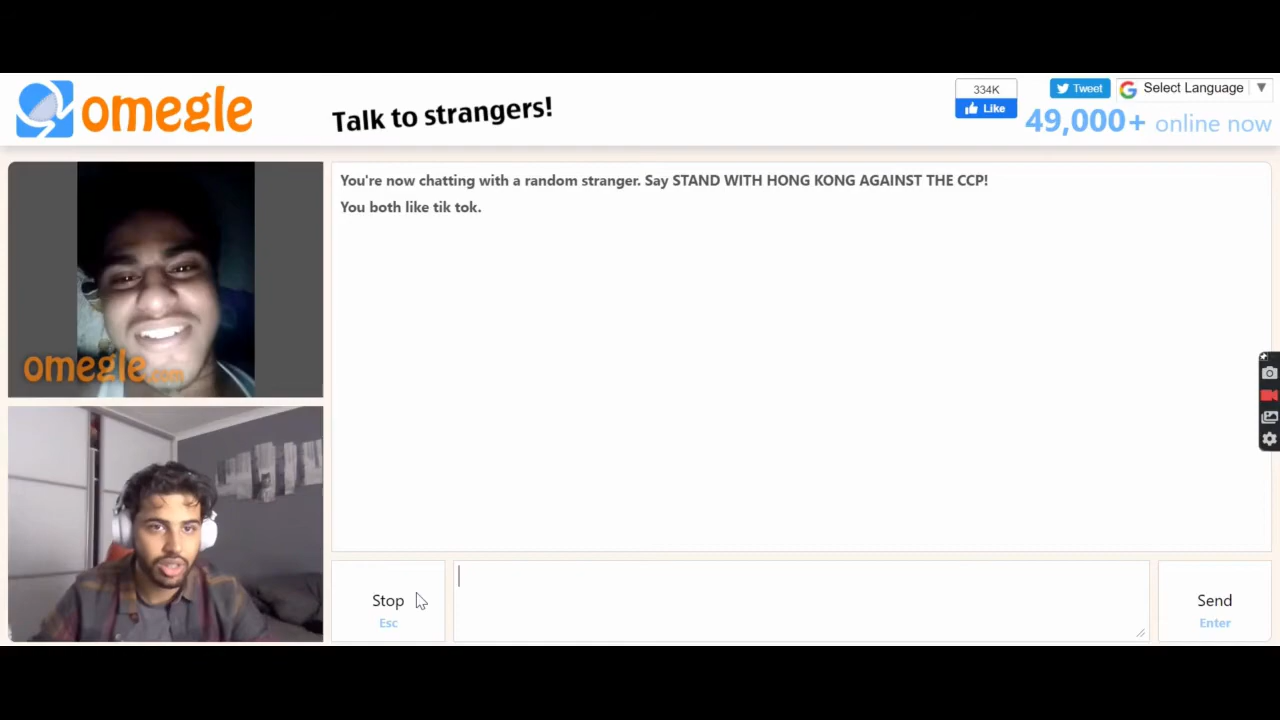 omegle
Talk to strangers!
334K
Like
Tweet
Select Language
49,000+ online now
You're now chatting with a random stranger. Say STAND WITH HONG KONG AGAINST THE CCP!
You both like tik tok.
omegle.com
Stop
Esc
Send
Enter